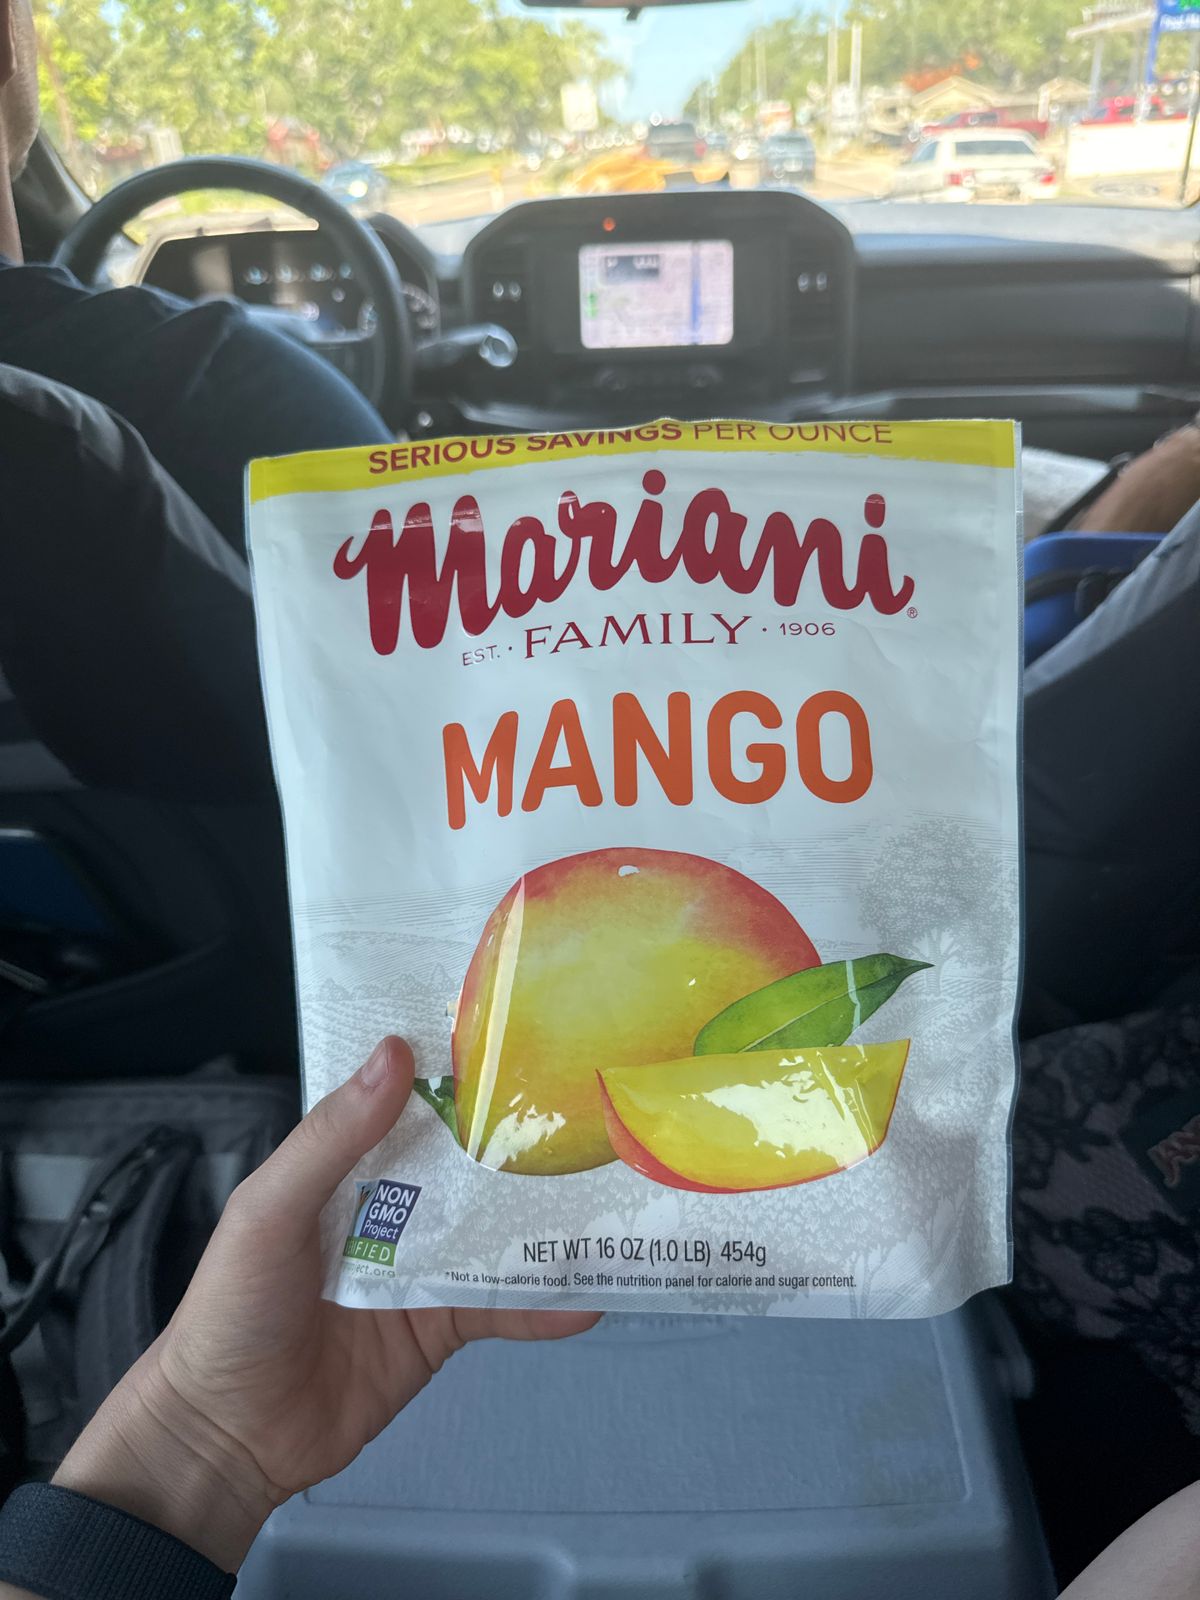 SERIOUS SAVINGS PER OUNCE
Mariani®
EST. · FAMILY · 1906
MANGO
NON
GMO
Project
NET WT 16 OZ (1.0 LB) 454g
*Not a low-calorie food. See the nutrition panel for calorie and sugar content.